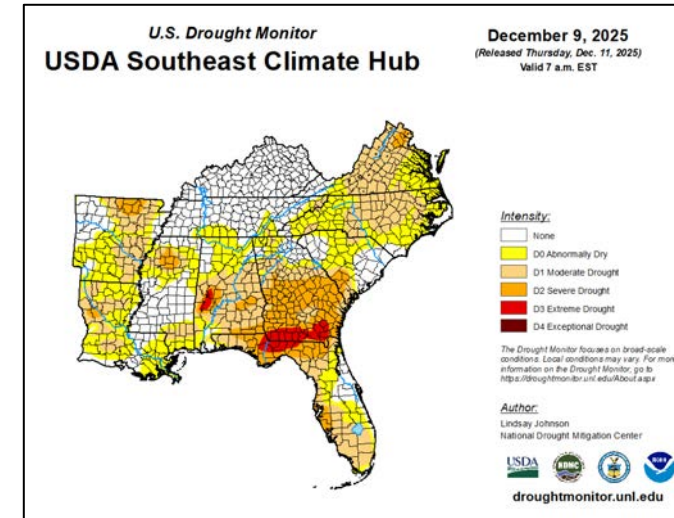 U.S. Drought Monitor
USDA Southeast Climate Hub
December 9, 2025
(Released Thursday, Dec. 11, 2025)
Valid 7 a.m. EST
Intensity:
None
D0 Abnormally Dry
D1 Moderate Drought
D2 Severe Drought
D3 Extreme Drought
D4 Exceptional Drought
The Drought Monitor focuses on broad-scale
conditions. Local conditions may vary. For more
information on the Drought Monitor, go to
https://droughtmonitor.unl.edu/About.aspx
Author:
Lindsay Johnson
National Drought Mitigation Center
USDA
NDMC
droughtmonitor.unl.edu